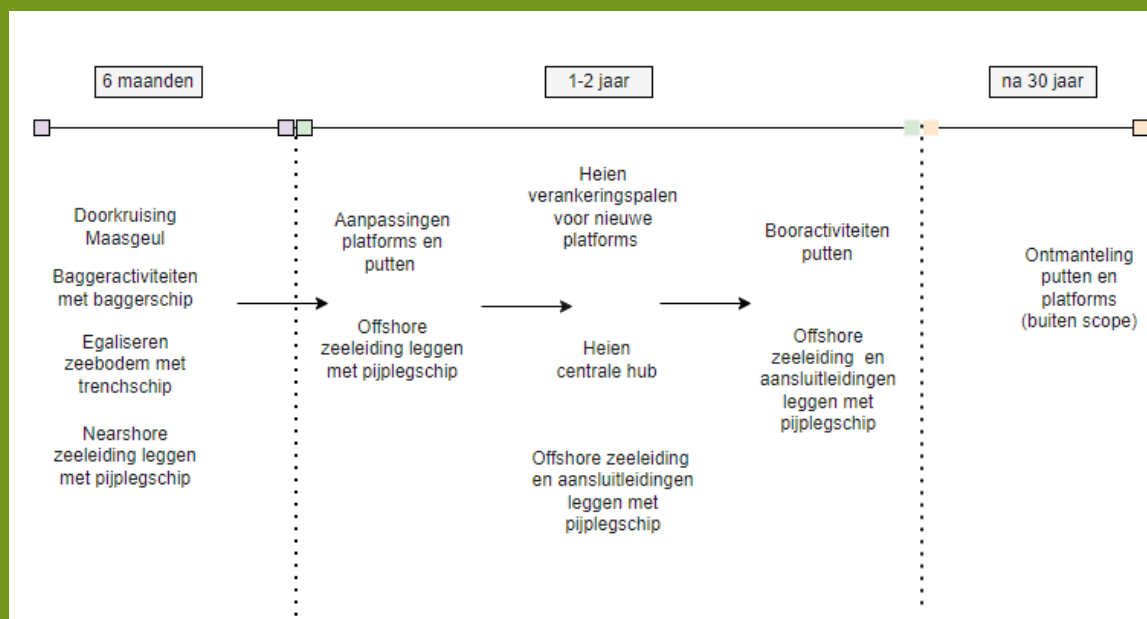 6 maanden
1-2 jaar
na 30 jaar
Doorkruising
Maasgeul
Baggeractiviteiten
met baggerschip
Egaliseren
zeebodem met
trenchschip
Nearshore
zeeleiding leggen
met pijplegschip
Aanpassingen
platforms en
putten
Offshore
zeeleiding leggen
met pijplegschip
Heien
verankeringspalen
voor nieuwe
platforms
Heien
centrale hub
Offshore zeeleiding
en aansluitleidingen
leggen met
pijplegschip
Booractiviteiten
putten
Offshore
zeeleiding en
aansluitleidingen
leggen met
pijplegschip
Ontmanteling
putten en
platforms
(buiten scope)